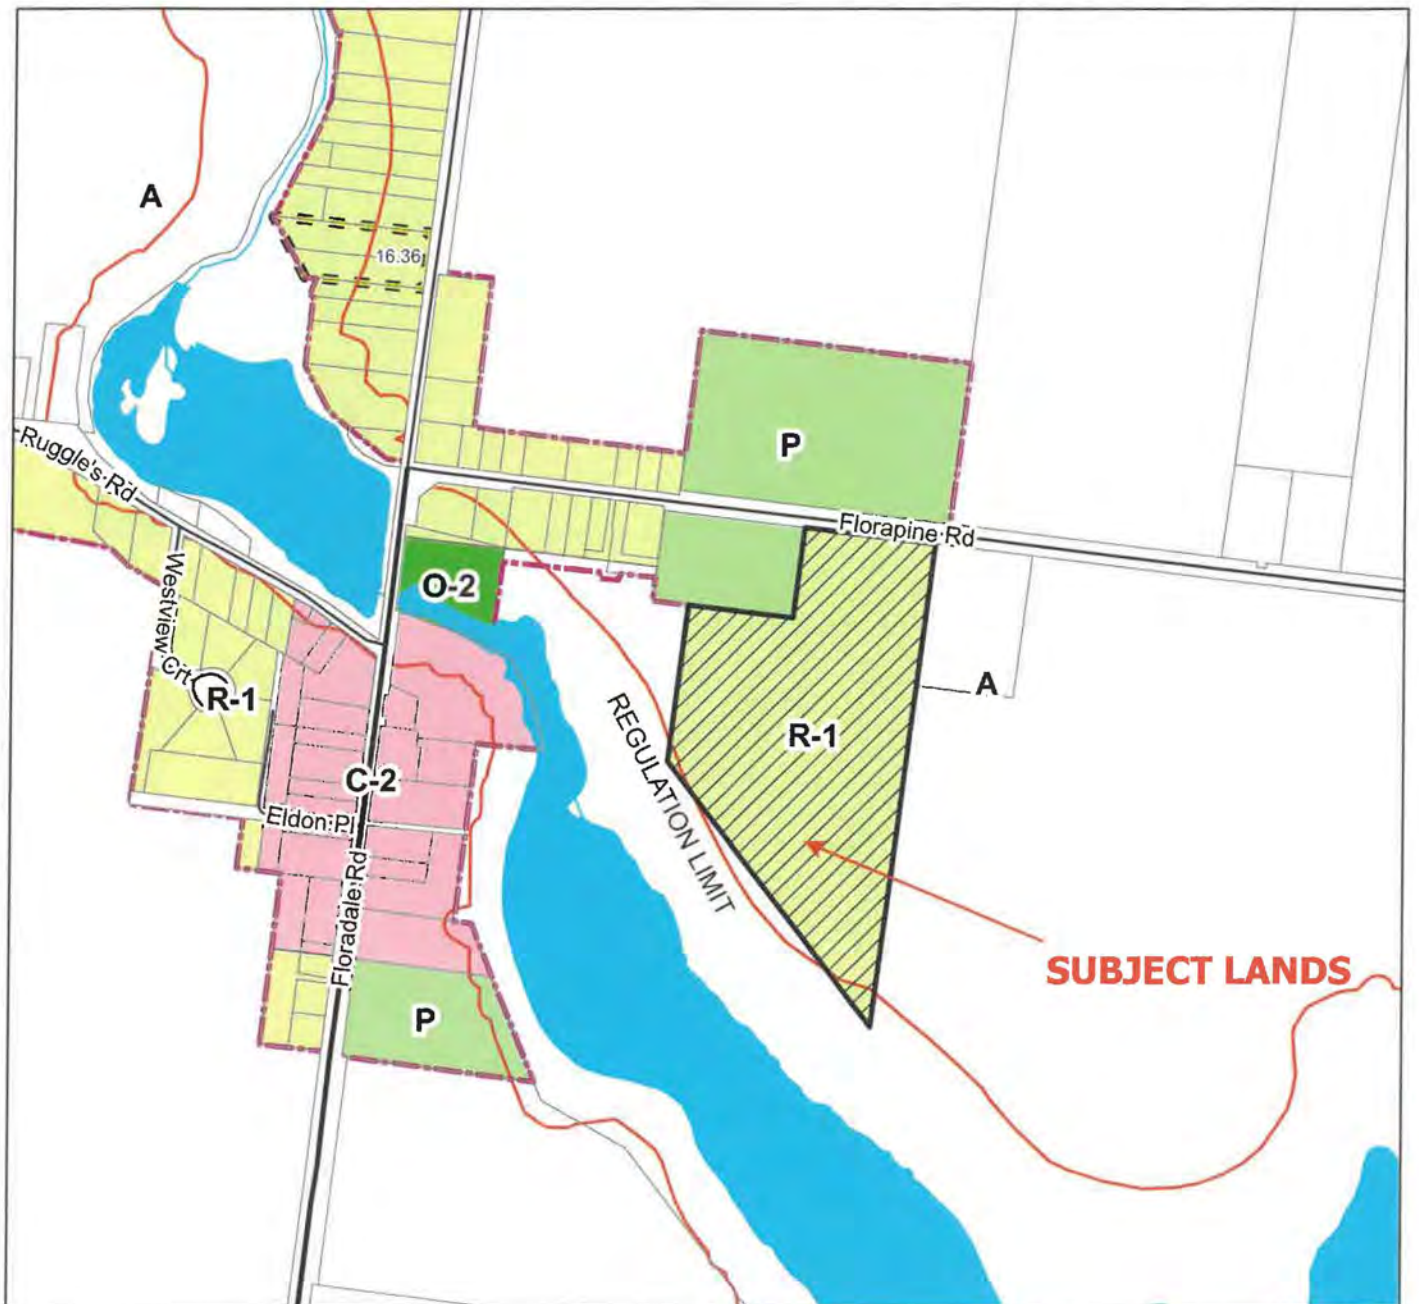 A
16.36
Ruggle's Rd
P
Florapine Rd
O-2
Westview Crt
R-1
A
REGULATION LIMIT
R-1
C-2
Eldon Pl
Floradale Rd
SUBJECT LANDS
P